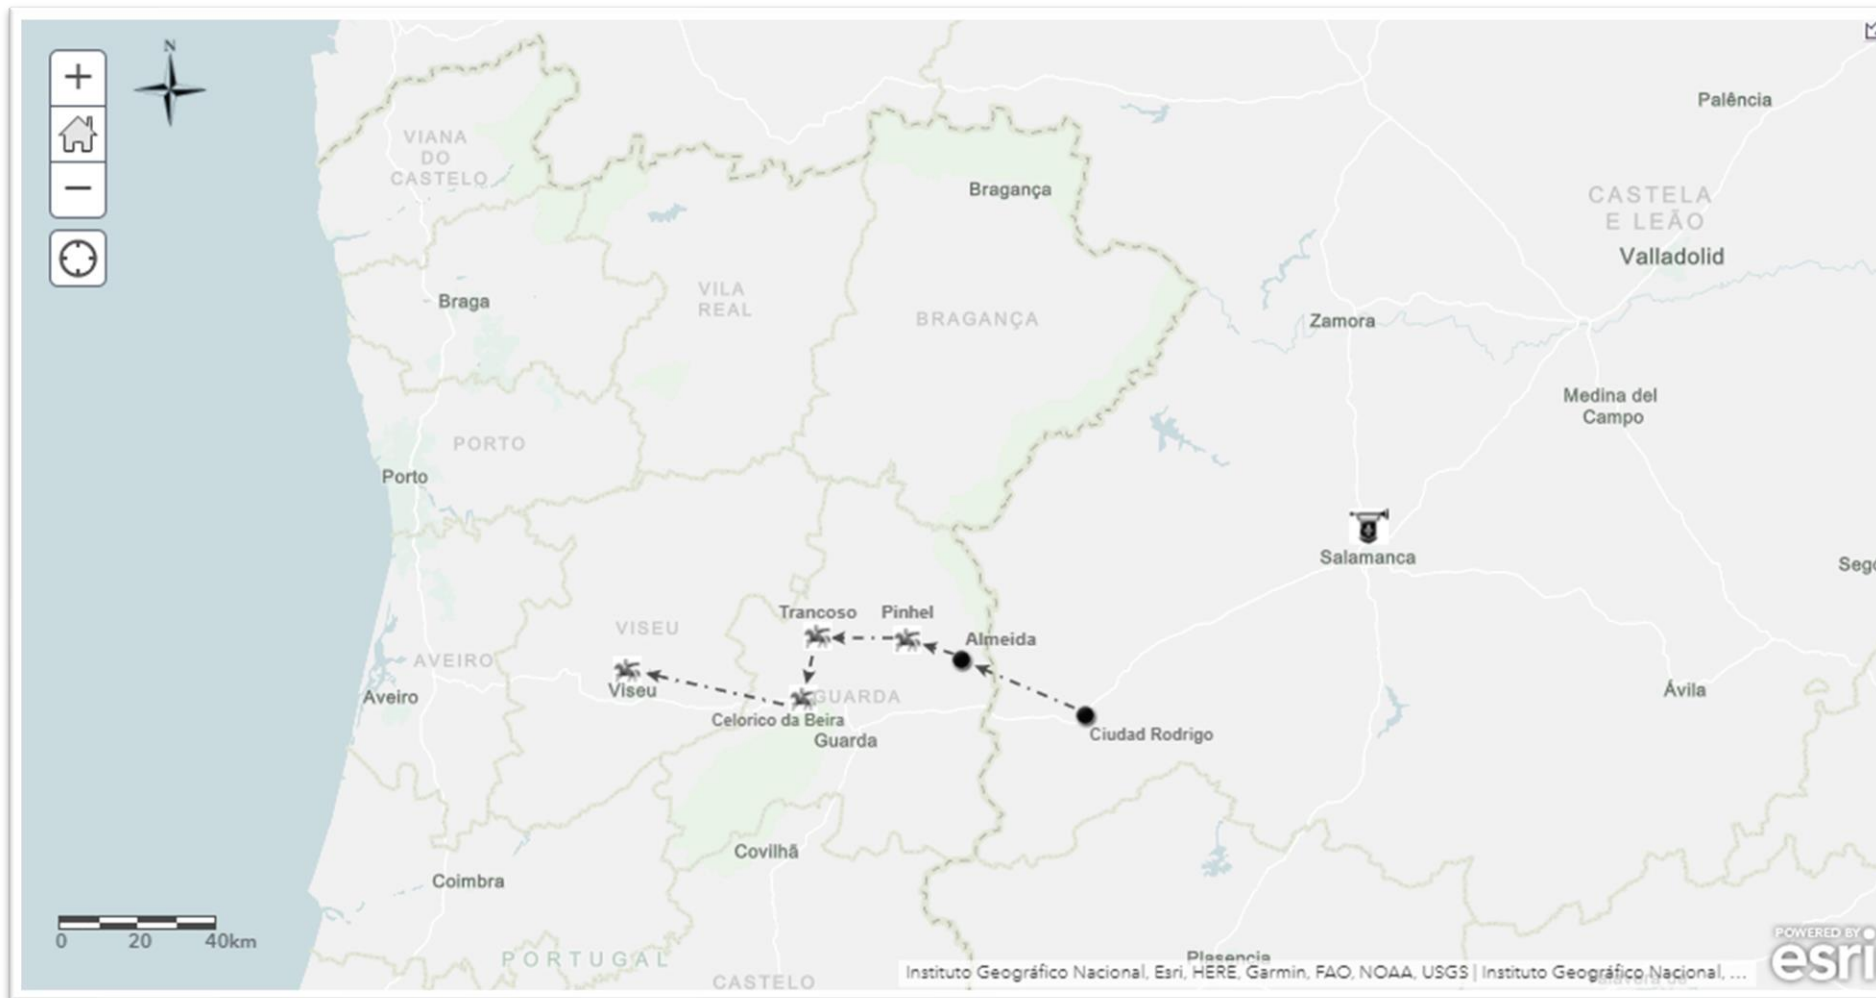 +
N
−
VIANA
DO
CASTELO
Bragança
Palência
CASTELA
E LEÃO
Valladolid
Braga
VILA
REAL
BRAGANÇA
Zamora
Medina del
Campo
PORTO
Porto
Salamanca
Trancoso
Pinhel
Almeida
VISEU
AVEIRO
Viseu
Aveiro
GUARDA
Celorico da Beira
Guarda
Ciudad Rodrigo
Ávila
Covilhã
Coimbra
0 20 40km
PORTUGAL
CASTELO
Plasencia
Instituto Geográfico Nacional, Esri, HERE, Garmin, FAO, NOAA, USGS | Instituto Geográfico Nacional, ...
POWERED BY
esri